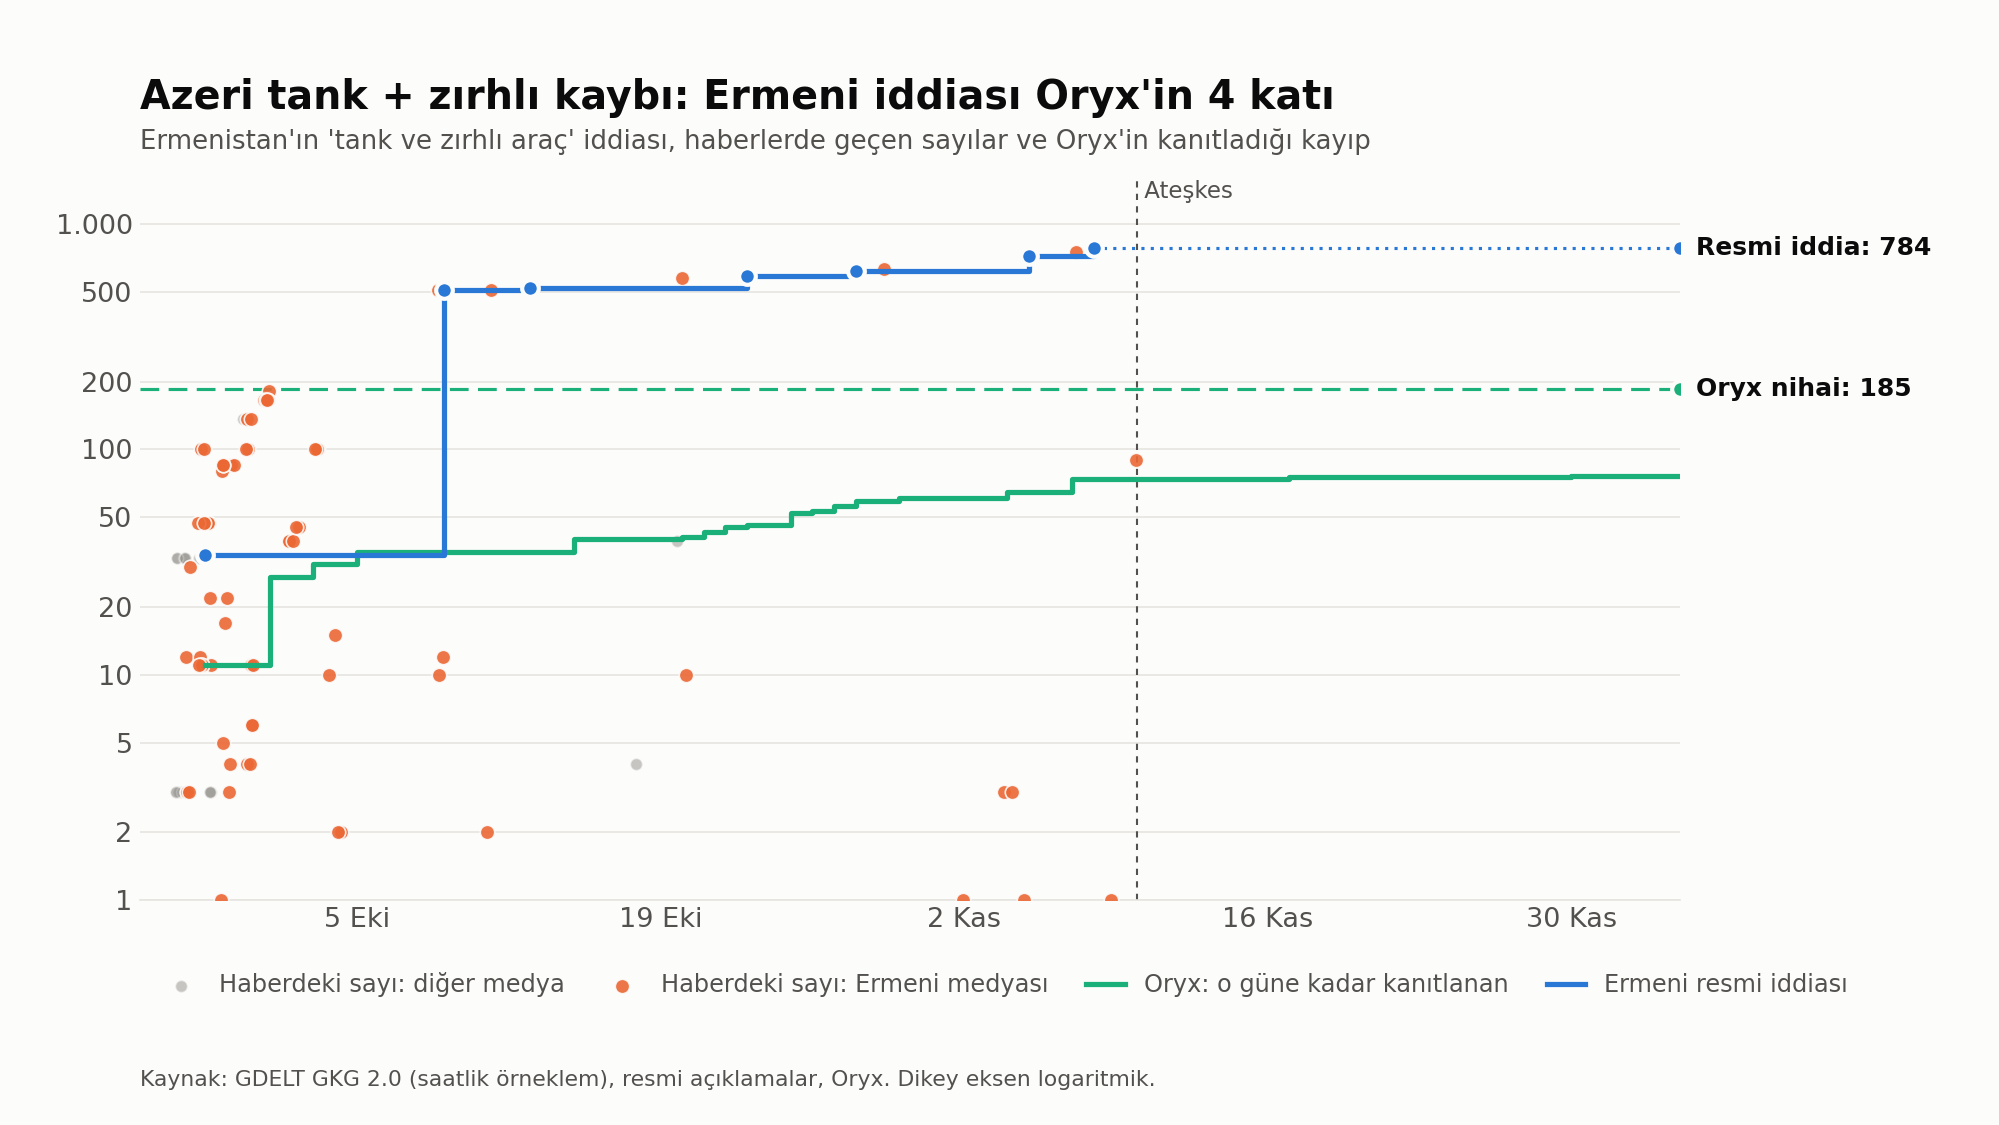 Azeri tank + zırhlı kaybı: Ermeni iddiası Oryx'in 4 katı
Ermenistan'ın 'tank ve zırhlı araç' iddiası, haberlerde geçen sayılar ve Oryx'in kanıtladığı kayıp
Ateşkes
1.000
500
200
100
50
20
10
5
2
1
Resmi iddia: 784
Oryx nihai: 185
5 Eki
19 Eki
2 Kas
16 Kas
30 Kas
Haberdeki sayı: diğer medya
Haberdeki sayı: Ermeni medyası
Oryx: o güne kadar kanıtlanan
Ermeni resmi iddiası
Kaynak: GDELT GKG 2.0 (saatlik örneklem), resmi açıklamalar, Oryx. Dikey eksen logaritmik.